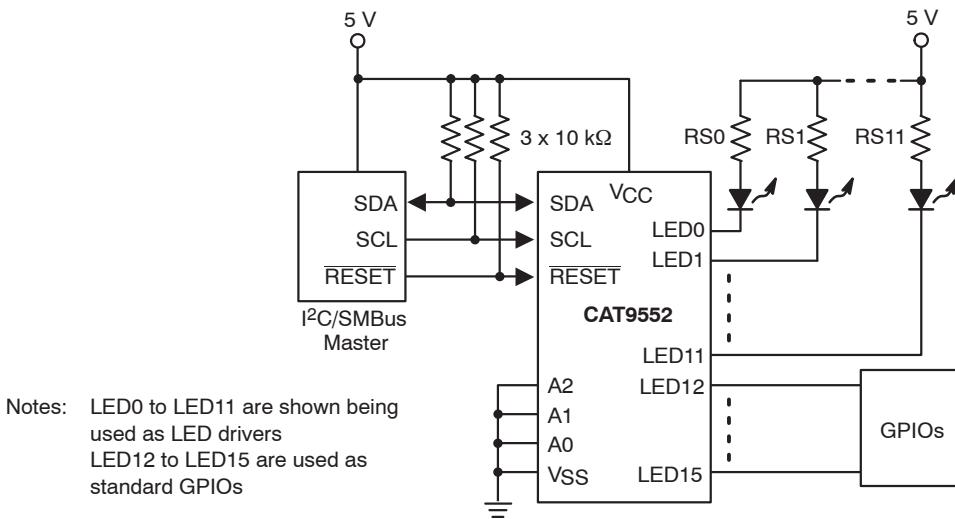 5 V
5 V
RS0
RS1
RS11
3 x 10 kΩ
VCC
SDA
SDA
LED0
SCL
SCL
LED1
RESET
RESET
CAT9552
I2C/SMBus
Master
LED11
A2
LED12
Notes: LED0 to LED11 are shown being
used as LED drivers
LED12 to LED15 are used as
standard GPIOs
A1
A0
VSS
LED15
GPIOs